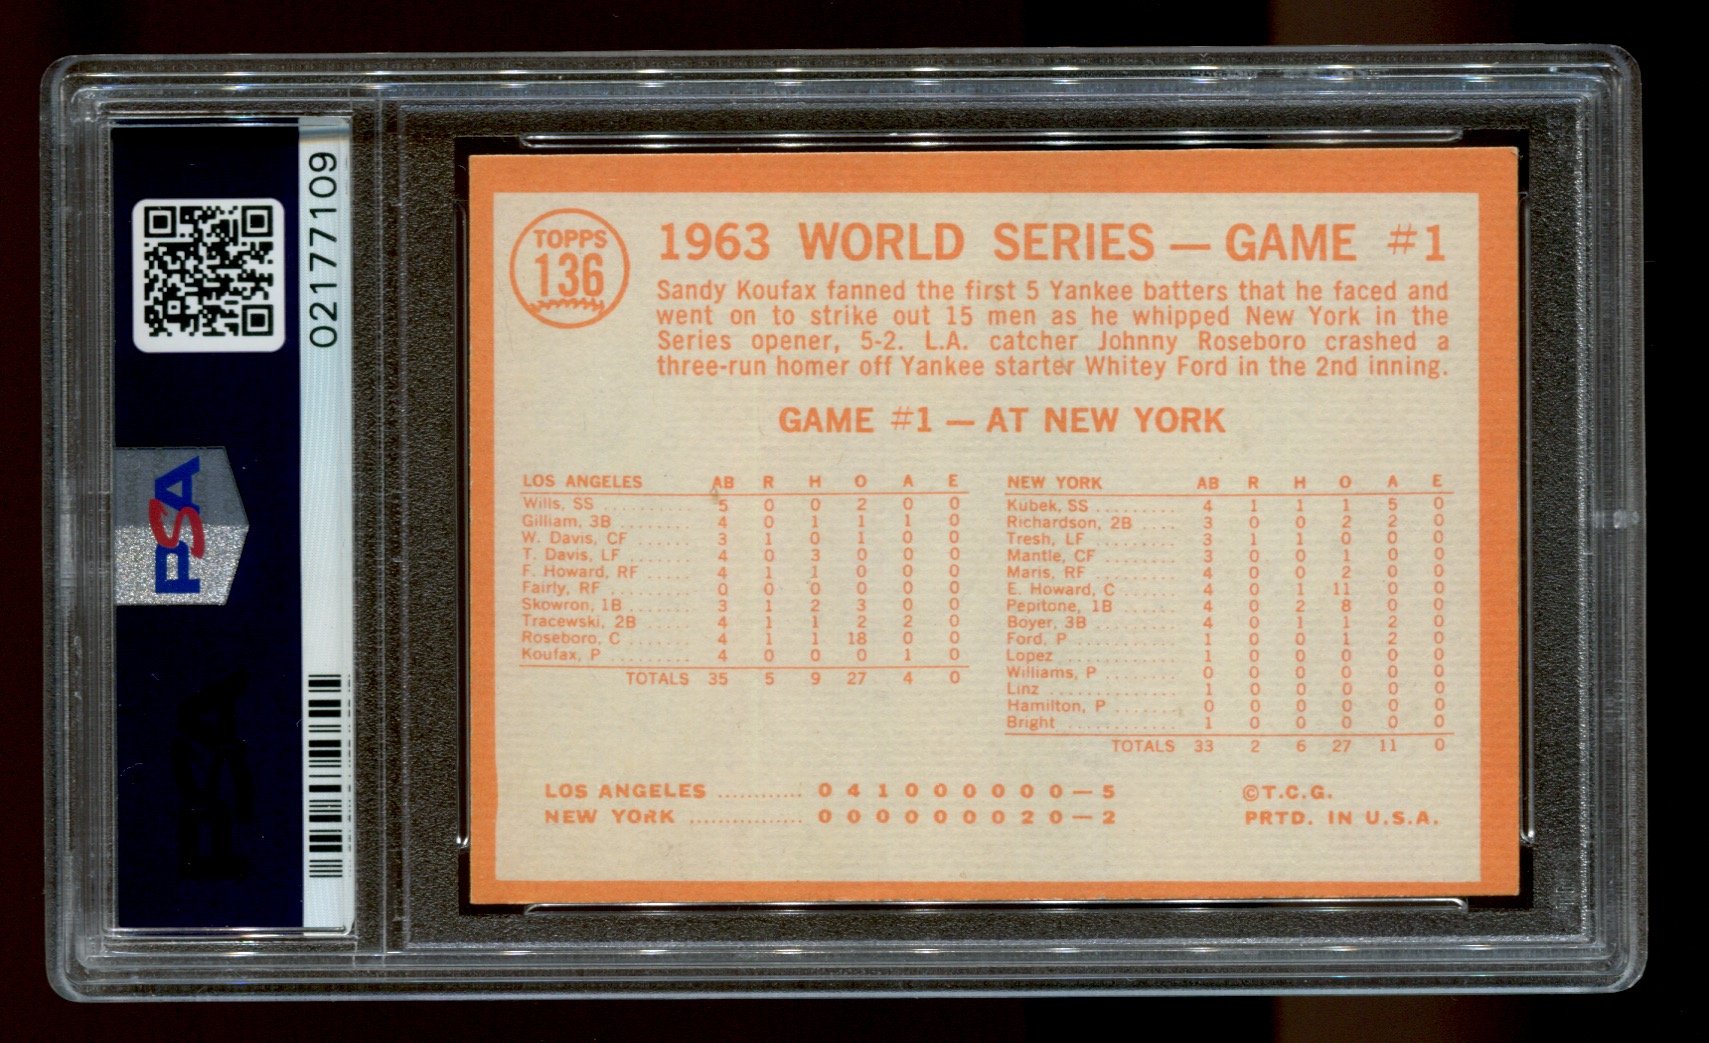 02177109
PSA
TOPPS
136
1963 WORLD SERIES — GAME #1
Sandy Koufax fanned the first 5 Yankee batters that he faced and
went on to strike out 15 men as he whipped New York in the
Series opener, 5-2. L.A. catcher Johnny Roseboro crashed a
three-run homer off Yankee starter Whitey Ford in the 2nd inning.
GAME #1 — AT NEW YORK
LOS ANGELES AB R H O A E
Wills, SS .......... 5 0 0 2 0 0
Gilliam, 3B ........ 4 0 1 1 1 0
W. Davis, CF ...... 3 1 0 1 0 0
T. Davis, LF ....... 4 0 3 0 0 0
F. Howard, RF ..... 4 1 1 0 0 0
Fairly, RF .......... 0 0 0 0 0 0
Skowron, 1B ....... 3 1 2 3 0 0
Tracewski, 2B ...... 4 1 1 2 2 0
Roseboro, C ....... 4 1 1 18 0 0
Koufax, P ......... 4 0 0 0 1 0
TOTALS 35 5 9 27 4 0
NEW YORK AB R H O A E
Kubek, SS .......... 4 1 1 1 5 0
Richardson, 2B .... 3 0 0 2 2 0
Tresh, LF .......... 3 1 1 0 0 0
Mantle, CF ........ 3 0 0 1 0 0
Maris, RF .......... 4 0 0 2 0 0
E. Howard, C ...... 4 0 1 11 0 0
Pepitone, 1B ....... 4 0 2 8 0 0
Boyer, 3B .......... 4 0 1 1 2 0
Ford, P ............ 1 0 0 1 2 0
Lopez .............. 1 0 0 0 0 0
Williams, P ........ 0 0 0 0 0 0
Linz ............... 1 0 0 0 0 0
Hamilton, P ....... 0 0 0 0 0 0
Bright ............. 1 0 0 0 0 0
TOTALS 33 2 6 27 11 0
LOS ANGELES ............ 0 4 1 0 0 0 0 0 0 — 5
NEW YORK ................ 0 0 0 0 0 0 0 2 0 — 2
©T.C.G.
PRTD. IN U.S.A.